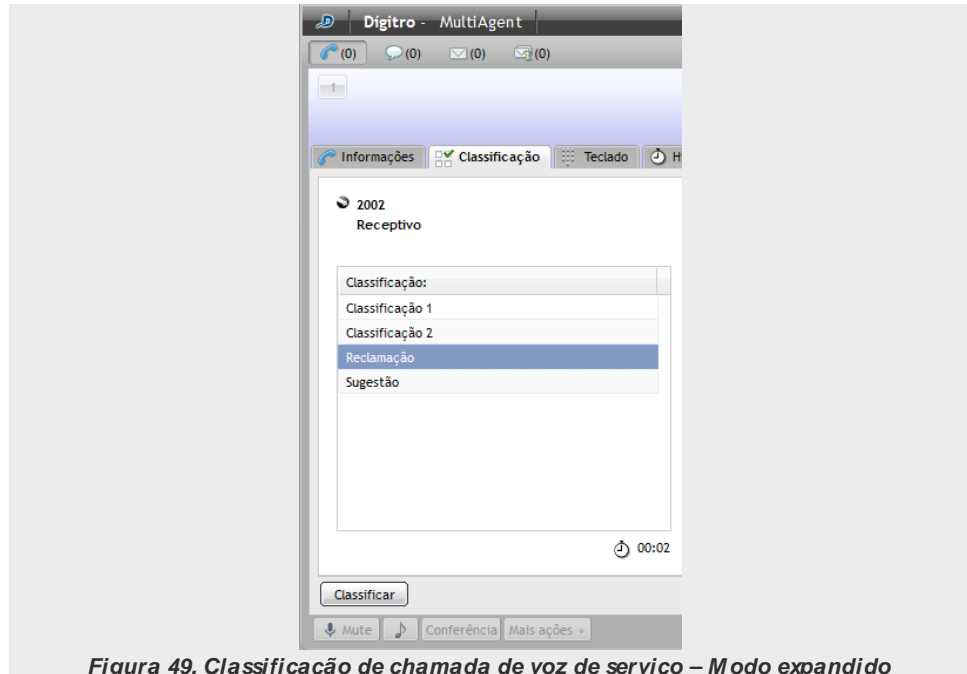 Dígitro - MultiAgent
(0) (0) (0) (0)
1
Informações Classificação Teclado H
2002
Receptivo
Classificação:
Classificação 1
Classificação 2
Reclamação
Sugestão
00:02
Classificar
Mute Conferência Mais ações
Figura 49. Classificação de chamada de voz de serviço – Modo expandido